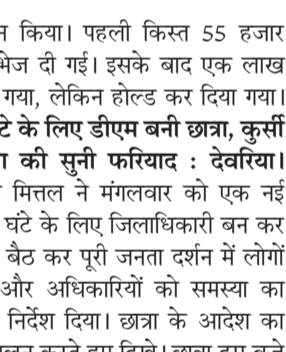 किया। पहली किस्त 55 हजार
भेज दी गई। इसके बाद एक लाख
गया, लेकिन होल्ड कर दिया गया।
के लिए डीएम बनी छात्रा, कुर्सी
की सुनी फरियाद : देवरिया।
मित्तल ने मंगलवार को एक नई
घंटे के लिए जिलाधिकारी बन कर
बैठ कर पूरी जनता दर्शन में लोगों
और अधिकारियों को समस्या का
निर्देश दिया। छात्रा के आदेश का